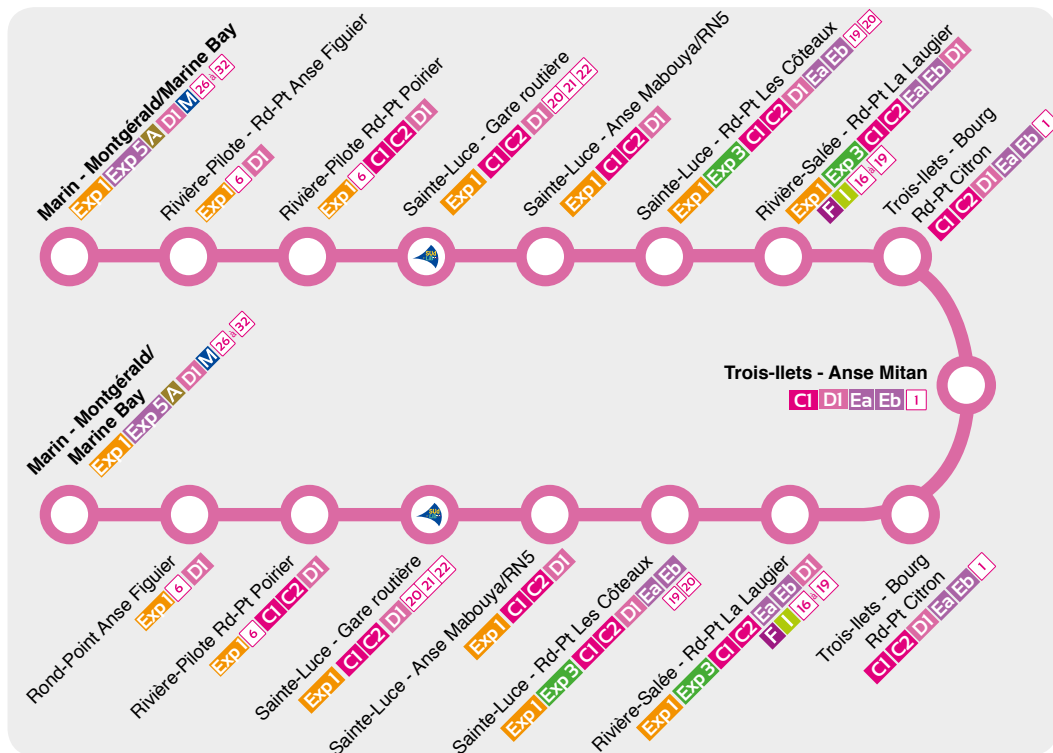 Marin - Montgérald/Marine Bay
Exp 1 Exp 5 A D1 M 26 à 32
Rivière-Pilote - Rd-Pt Anse Figuier
Exp 1 6 D1
Rivière-Pilote Rd-Pt Poirier
Exp 1 6 C1 C2 D1
Sainte-Luce - Gare routière
Exp 1 C1 C2 D1 20 21 22
Sainte-Luce - Anse Mabouya/RN5
Exp 1 C1 C2 D1
Sainte-Luce - Rd-Pt Les Côteaux
Exp 1 Exp 3 C1 C2 D1 Ea Eb 19 20
Rivière-Salée - Rd-Pt La Laugier
Exp 1 Exp 3 C1 C2 Ea Eb D1
F I 16 à 19
Trois-Ilets - Bourg
Rd-Pt Citron
C1 C2 D1 Ea Eb 1
Trois-Ilets - Anse Mitan
C1 D1 Ea Eb 1
Marin - Montgérald/
Marine Bay
Exp 1 Exp 5 A D1 M 26 à 32
Rond-Point Anse Figuier
Exp 1 6 D1
Rivière-Pilote Rd-Pt Poirier
Exp 1 6 C1 C2 D1
Sainte-Luce - Gare routière
Exp 1 C1 C2 D1 20 21 22
Sainte-Luce - Anse Mabouya/RN5
Exp 1 C1 C2 D1
Sainte-Luce - Rd-Pt Les Côteaux
Exp 1 Exp 3 C1 C2 D1 Ea Eb
19 20
Rivière-Salée - Rd-Pt La Laugier
Exp 1 Exp 3 C1 C2 Ea Eb D1
F I 16 à 19
Trois-Ilets - Bourg
Rd-Pt Citron
C1 C2 D1 Ea Eb 1